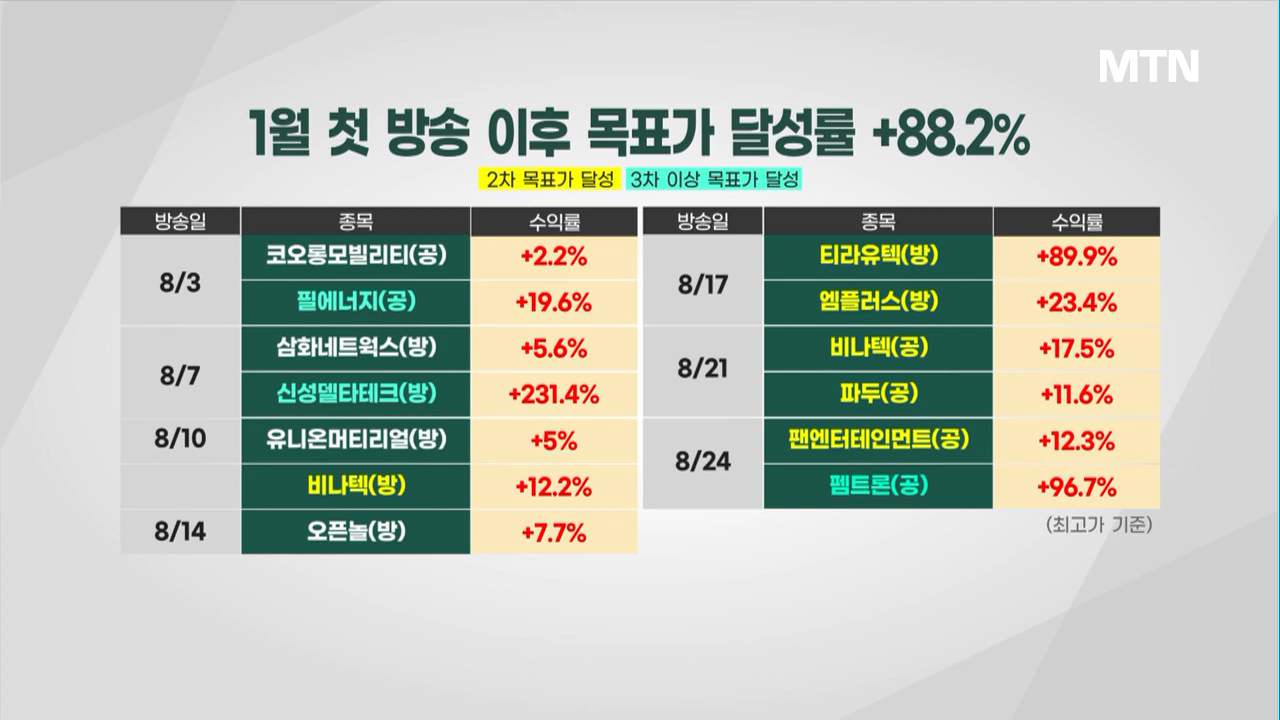 MTN
1월 첫 방송 이후 목표가 달성률 +88.2%
2차 목표가 달성 3차 이상 목표가 달성
방송일 종목 수익률
8/3
코오롱모빌리티(공) +2.2%
필에너지(공) +19.6%
8/7
삼화네트웍스(방) +5.6%
신성델타테크(방) +231.4%
8/10
유니온머티리얼(방) +5%
비나텍(방) +12.2%
8/14 오픈놀(방) +7.7%
방송일 종목 수익률
8/17
티라유텍(방) +89.9%
엠플러스(방) +23.4%
8/21
비나텍(공) +17.5%
파두(공) +11.6%
8/24
팬엔터테인먼트(공) +12.3%
펨트론(공) +96.7%
(최고가 기준)